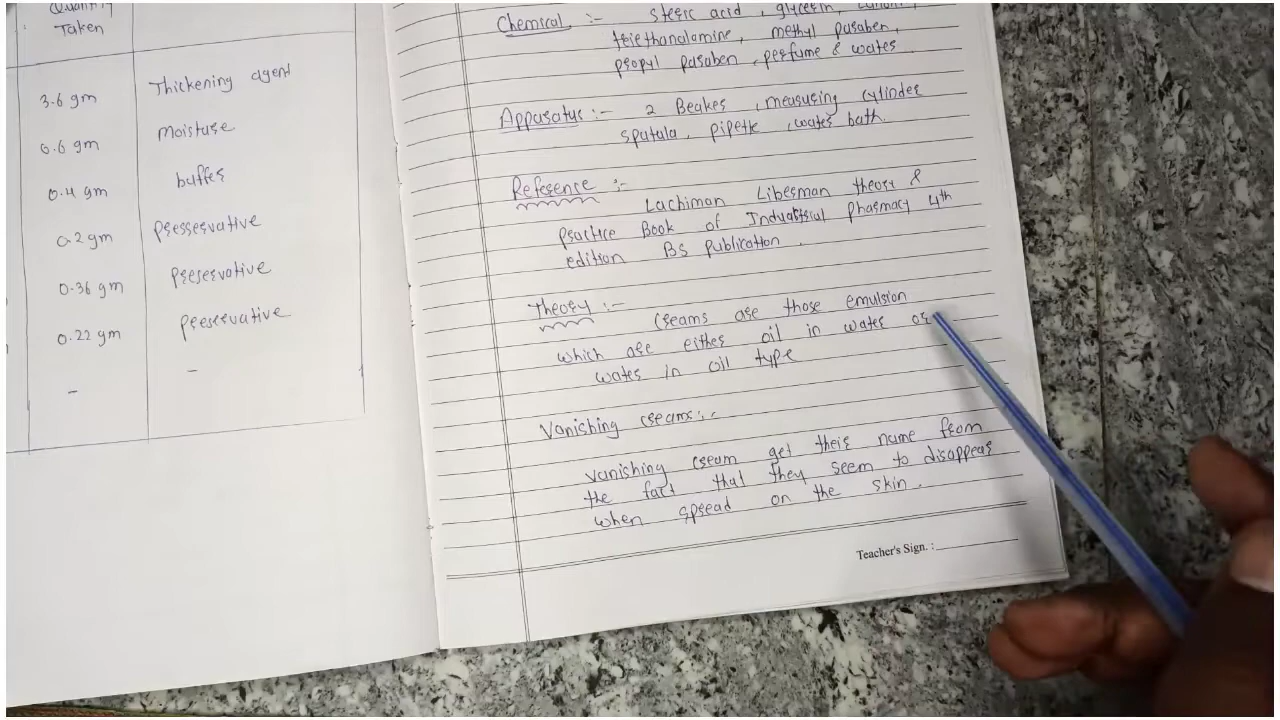 Quantity
Taken
3.6 gm Thickening agent
0.6 gm moisture
0.4 gm buffer
0.2 gm presservative
0.36 gm preservative
0.22 gm preservative
- -
Chemical :- steric acid , glycerin,
triethanalamine, methyl paraben,
propyl paraben , perfume & water
Apparatus :- 2 Beaker , measuring cylinder
spatula, pipette , water bath.
Reference :-
Lachiman Liberman theory &
practice Book of Industrial pharmacy 4th
edition BS publication .
Theory :-
creams are those emulsion
which are either oil in water or
water in oil type
Vanishing creams :-
vanishing cream get their name from
the fact that they seem to disappear
when spread on the skin .
Teacher's Sign. :